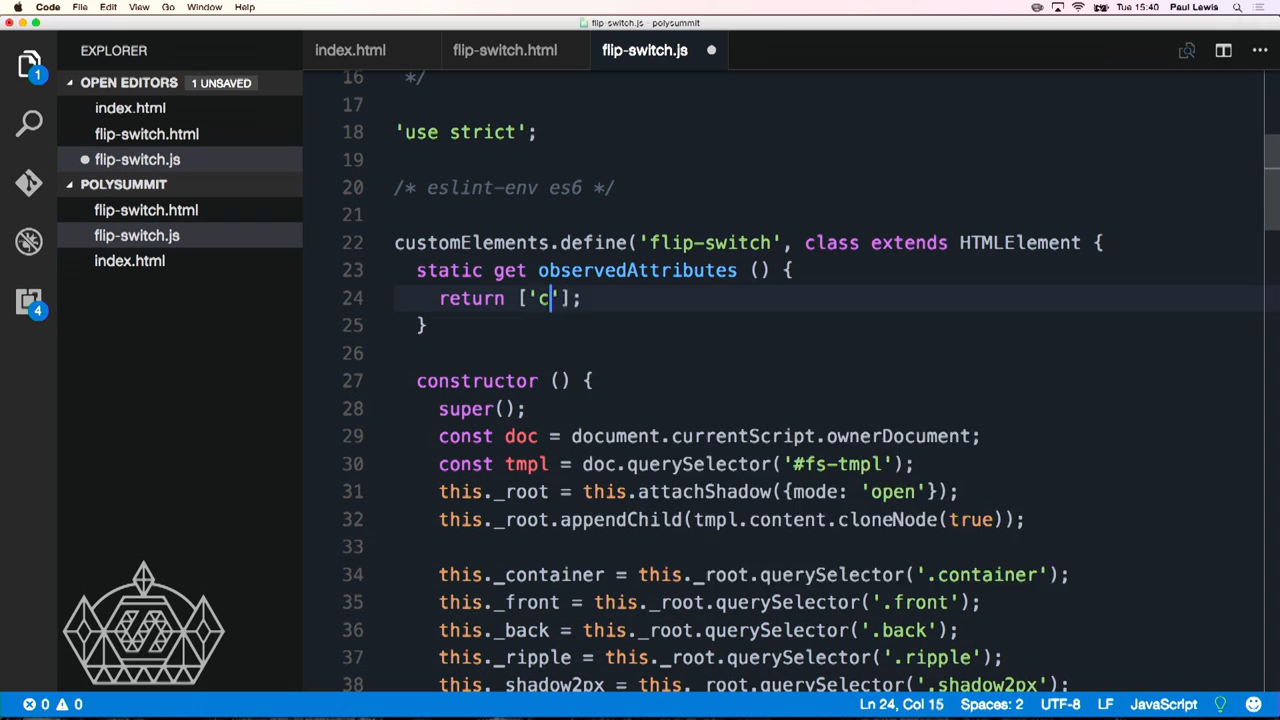 Code File Edit View Go Window Help Tue 15:40 Paul Lewis
flip-switch.js - polysummit
EXPLORER
OPEN EDITORS 1 UNSAVED
index.html
flip-switch.html
flip-switch.js
POLYSUMMIT
flip-switch.html
flip-switch.js
index.html
1
4
index.html flip-switch.html flip-switch.js
16 */
17
18 'use strict';
19
20 /* eslint-env es6 */
21
22 customElements.define('flip-switch', class extends HTMLElement {
23 static get observedAttributes () {
24 return ['c'];
25 }
26
27 constructor () {
28 super();
29 const doc = document.currentScript.ownerDocument;
30 const tmpl = doc.querySelector('#fs-tmpl');
31 this._root = this.attachShadow({mode: 'open'});
32 this._root.appendChild(tmpl.content.cloneNode(true));
33
34 this._container = this._root.querySelector('.container');
35 this._front = this._root.querySelector('.front');
36 this._back = this._root.querySelector('.back');
37 this._ripple = this._root.querySelector('.ripple');
38 this._shadow2px = this._root.querySelector('.shadow2px');
0 0 Ln 24, Col 15 Spaces: 2 UTF-8 LF JavaScript